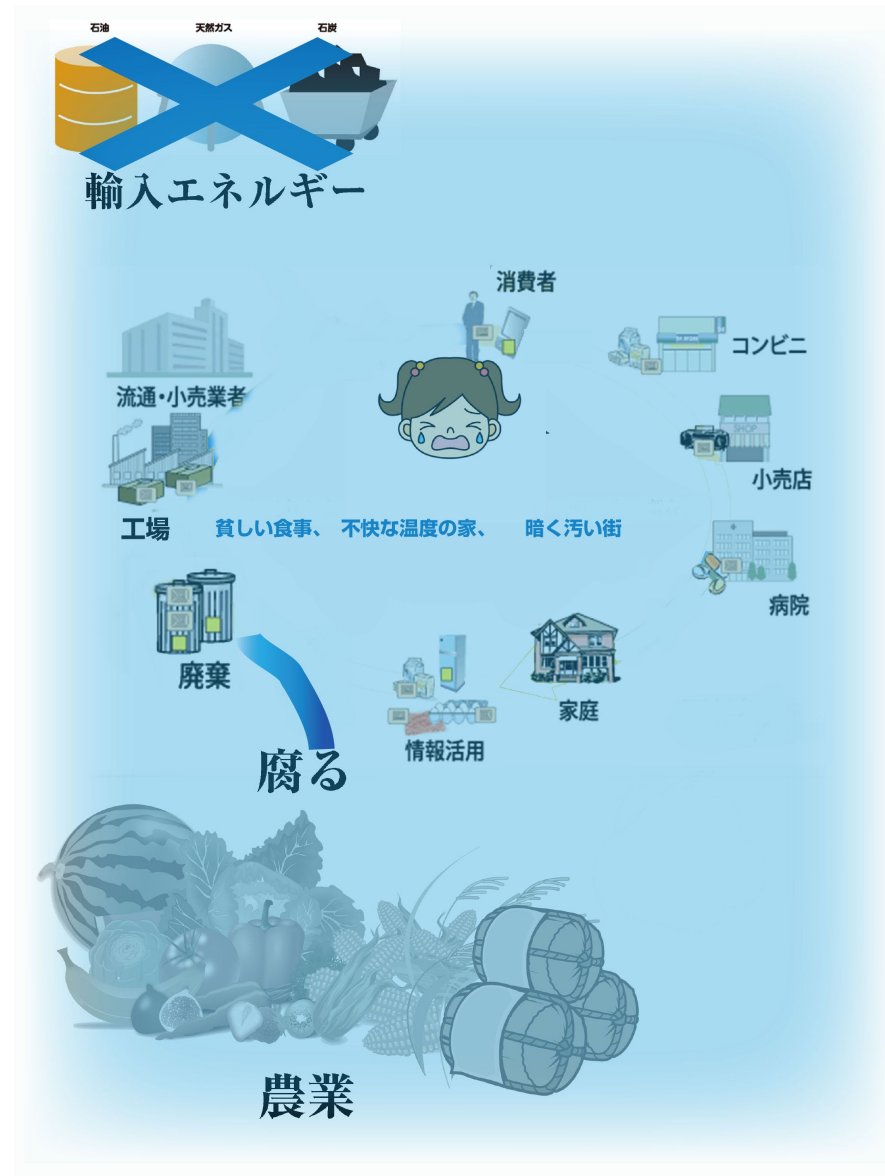 石油 天然ガス 石炭
輸入エネルギー
消費者
コンビニ
流通・小売業者
小売店
SHOP
工場
貧しい食事、 不快な温度の家、 暗く汚い街
病院
廃棄
家庭
情報活用
腐る
農業